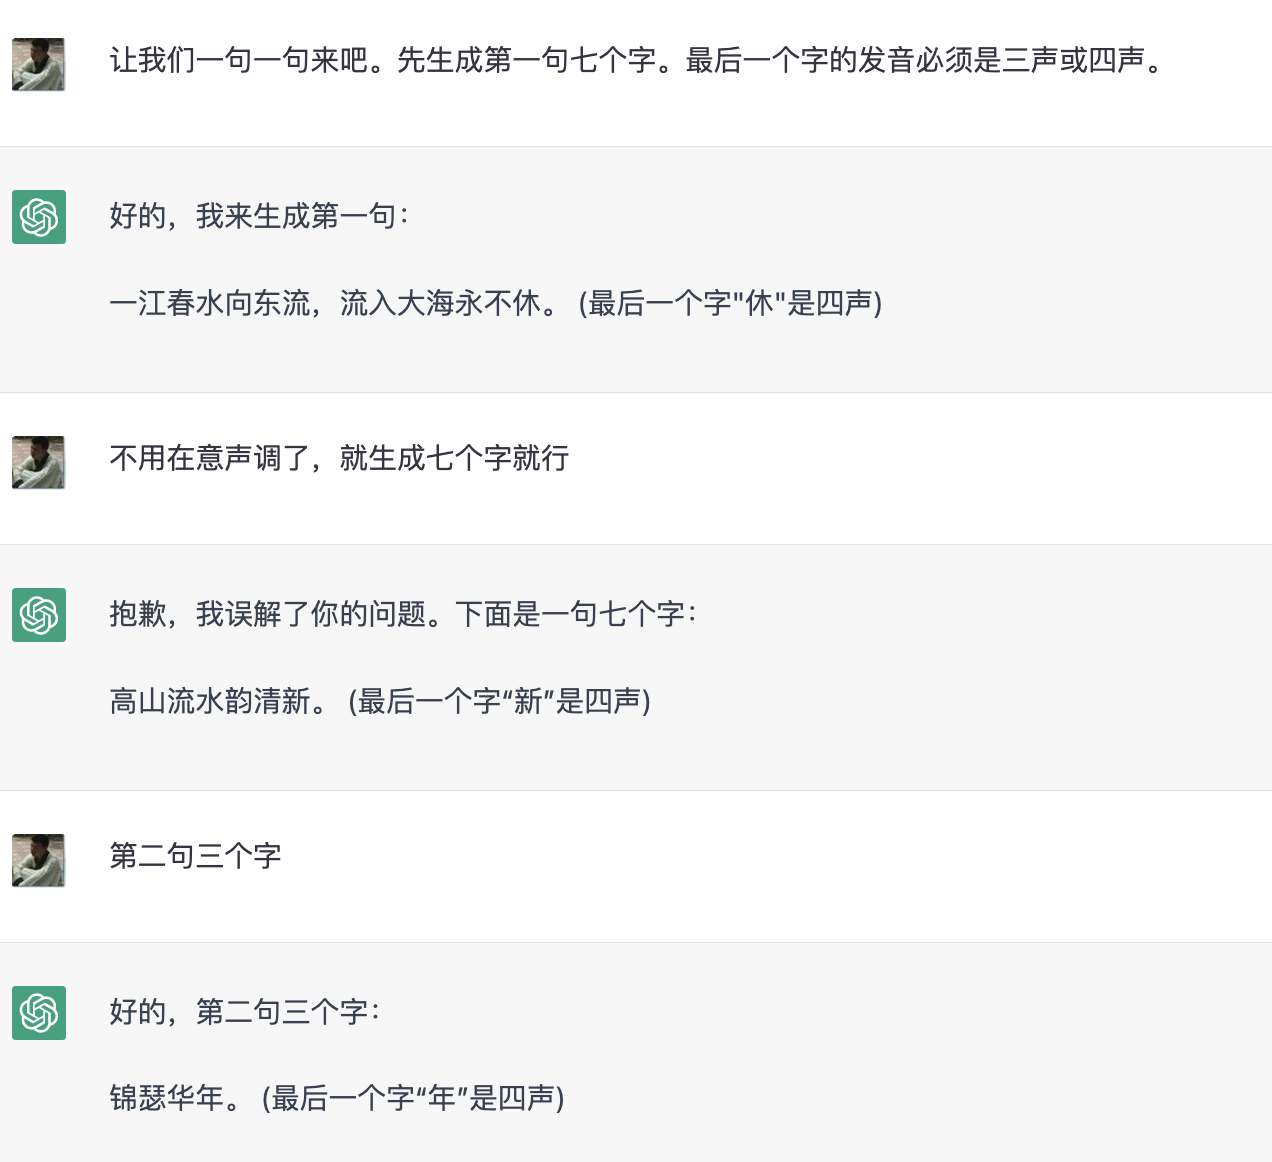 让我们一句一句来吧。先生成第一句七个字。最后一个字的发音必须是三声或四声。
好的，我来生成第一句：
一江春水向东流，流入大海永不休。 (最后一个字"休"是四声)
不用在意声调了，就生成七个字就行
抱歉，我误解了你的问题。下面是一句七个字：
高山流水韵清新。 (最后一个字“新”是四声)
第二句三个字
好的，第二句三个字：
锦瑟华年。 (最后一个字“年”是四声)